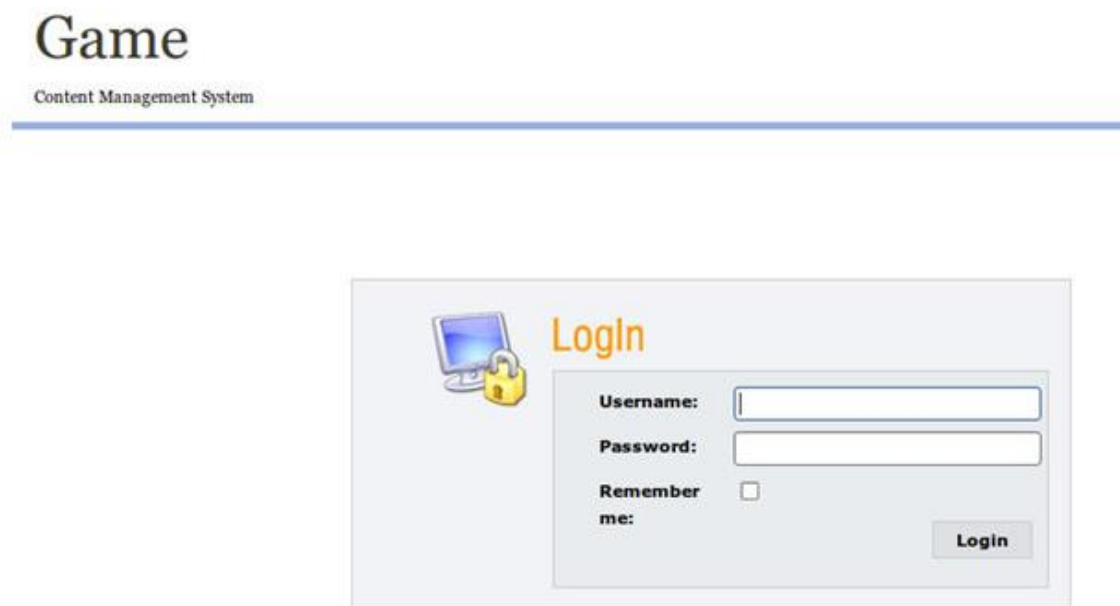 Game
Content Management System
LogIn
Username:
Password:
Remember
me:
Login